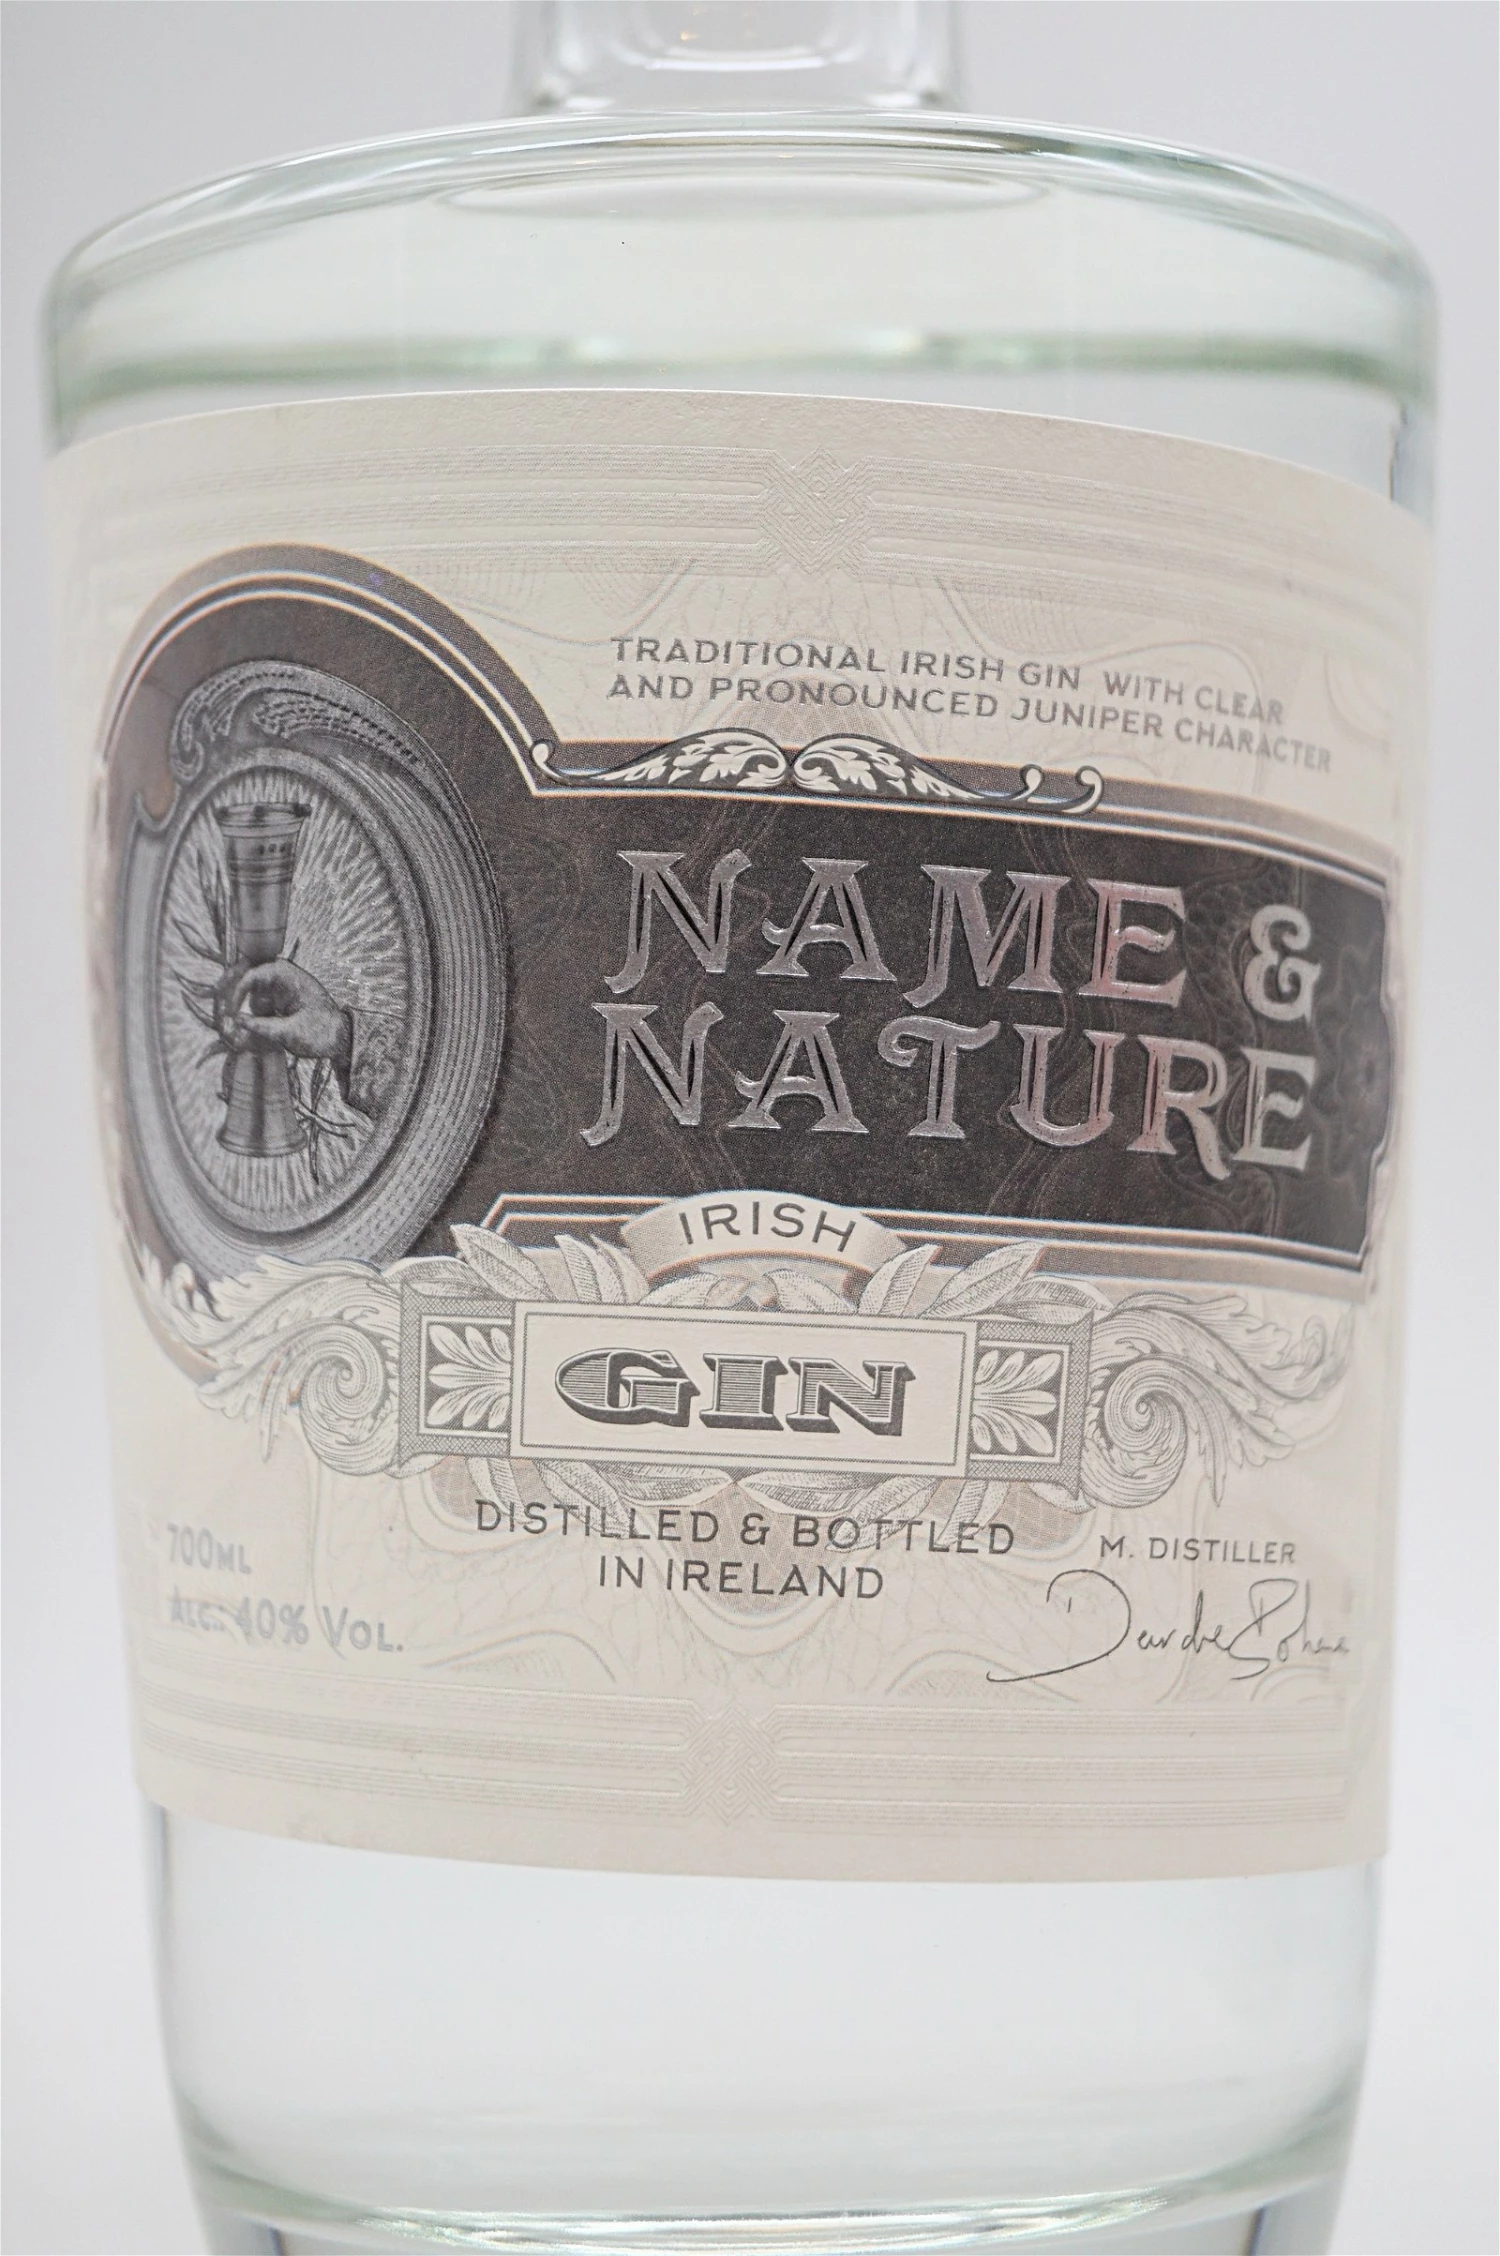 TRADITIONAL IRISH GIN WITH CLEAR
AND PRONOUNCED JUNIPER CHARACTER
NAME &
NATURE
IRISH
GIN
DISTILLED & BOTTLED
IN IRELAND
700ML
ALC.: 40% VOL.
M. DISTILLER